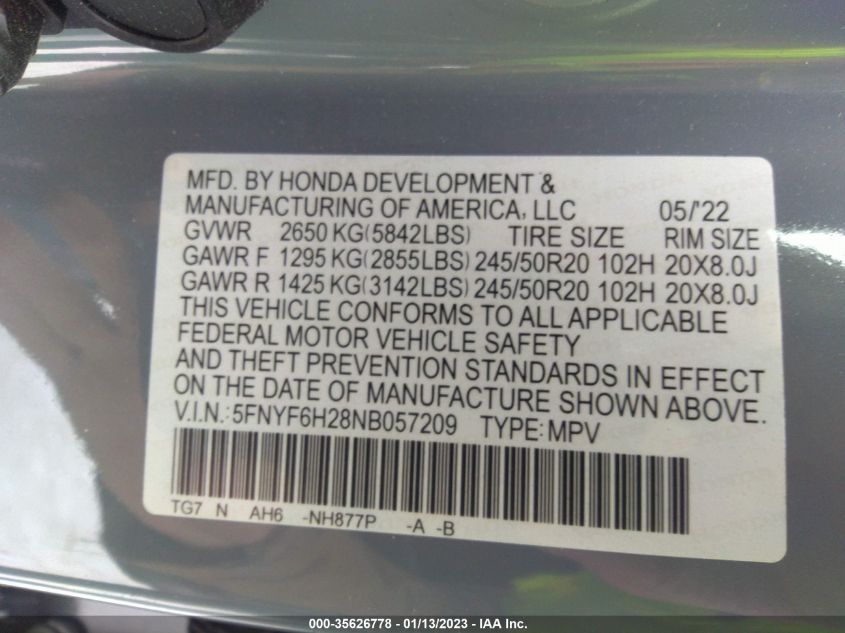 MFD. BY HONDA DEVELOPMENT &
MANUFACTURING OF AMERICA, LLC 05/'22
GVWR 2650 KG(5842LBS) TIRE SIZE RIM SIZE
GAWR F 1295 KG(2855LBS) 245/50R20 102H 20X8.0J
GAWR R 1425 KG(3142LBS) 245/50R20 102H 20X8.0J
THIS VEHICLE CONFORMS TO ALL APPLICABLE
FEDERAL MOTOR VEHICLE SAFETY
AND THEFT PREVENTION STANDARDS IN EFFECT
ON THE DATE OF MANUFACTURE SHOWN ABOVE.
V.I.N.: 5FNYF6H28NB057209 TYPE: MPV
TG7 N AH6 -NH877P -A -B
000-35626778 - 01/13/2023 - IAA Inc.